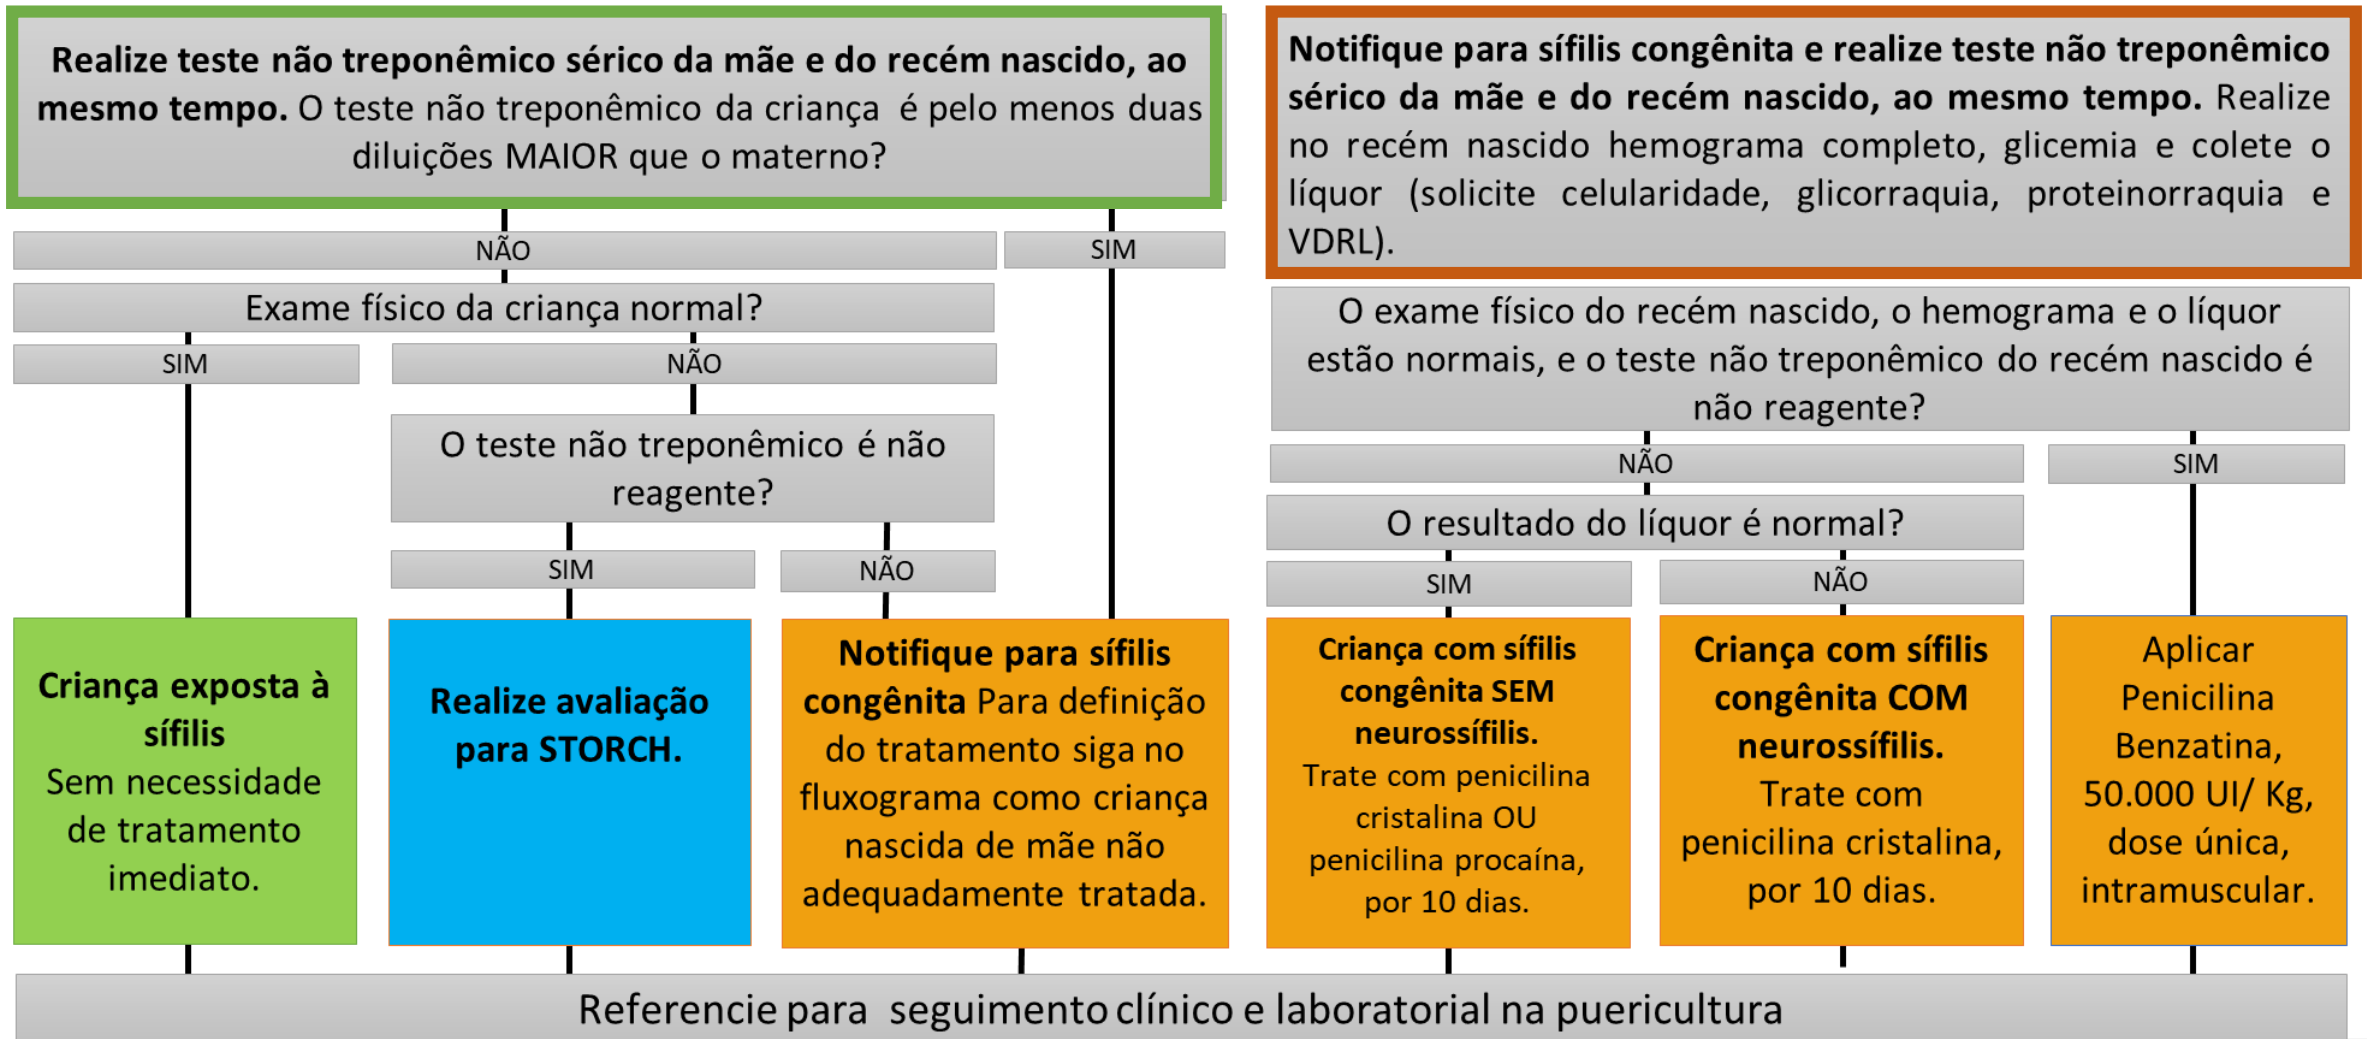 Realize teste não treponêmico sérico da mãe e do recém nascido, ao
mesmo tempo. O teste não treponêmico da criança é pelo menos duas
diluições MAIOR que o materno?
NÃO
SIM
Exame físico da criança normal?
SIM
NÃO
O teste não treponêmico é não
reagente?
SIM
NÃO
Criança exposta à
sífilis
Sem necessidade
de tratamento
imediato.
Realize avaliação
para STORCH.
Notifique para sífilis
congênita Para definição
do tratamento siga no
fluxograma como criança
nascida de mãe não
adequadamente tratada.
Notifique para sífilis congênita e realize teste não treponêmico
sérico da mãe e do recém nascido, ao mesmo tempo. Realize
no recém nascido hemograma completo, glicemia e colete o
líquor (solicite celularidade, glicorraquia, proteinorraquia e
VDRL).
O exame físico do recém nascido, o hemograma e o líquor
estão normais, e o teste não treponêmico do recém nascido é
não reagente?
NÃO
SIM
O resultado do líquor é normal?
SIM
NÃO
Criança com sífilis
congênita SEM
neurossífilis.
Trate com penicilina
cristalina OU
penicilina procaína,
por 10 dias.
Criança com sífilis
congênita COM
neurossífilis.
Trate com
penicilina cristalina,
por 10 dias.
Aplicar
Penicilina
Benzatina,
50.000 UI/ Kg,
dose única,
intramuscular.
Referencie para seguimento clínico e laboratorial na puericultura